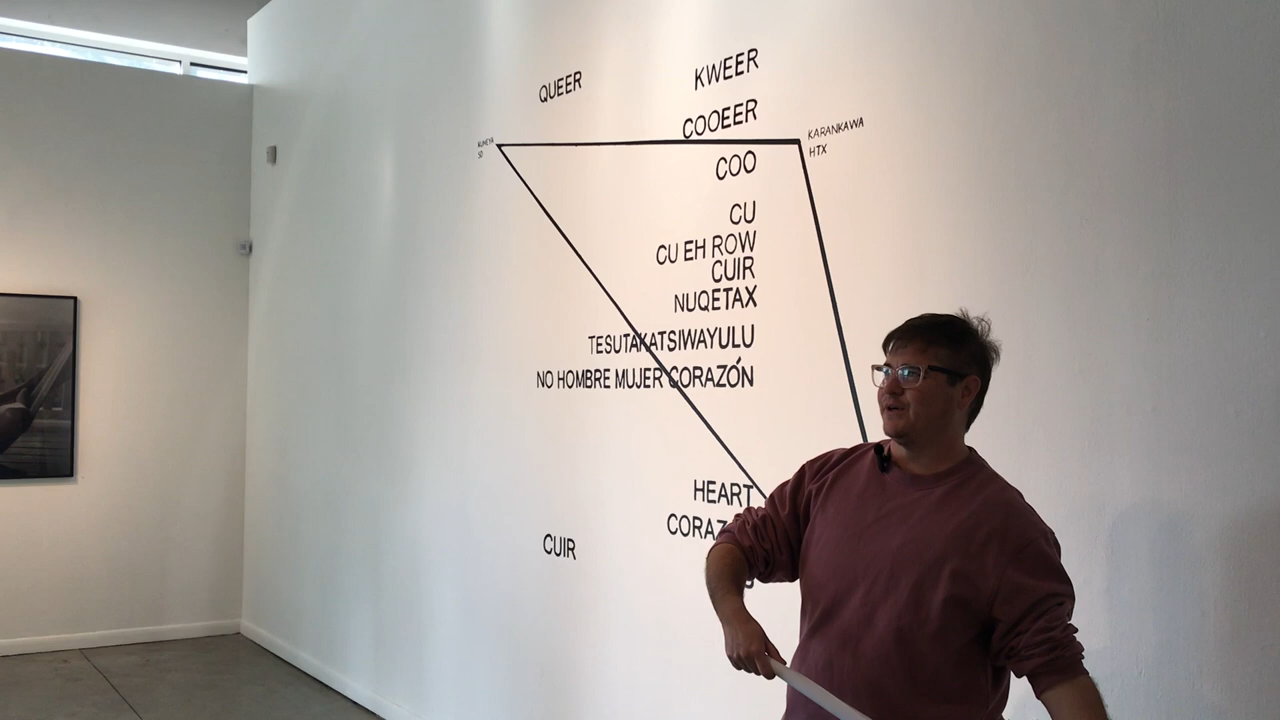 QUEER
KWEER
COOEER
KARANKAWA
HTX
SD
COO
CU
CU EH ROW
CUIR
NUQETAX
TESUTAKATSIWAYULU
NO HOMBRE MUJER CORAZÓN
HEART
CUIR